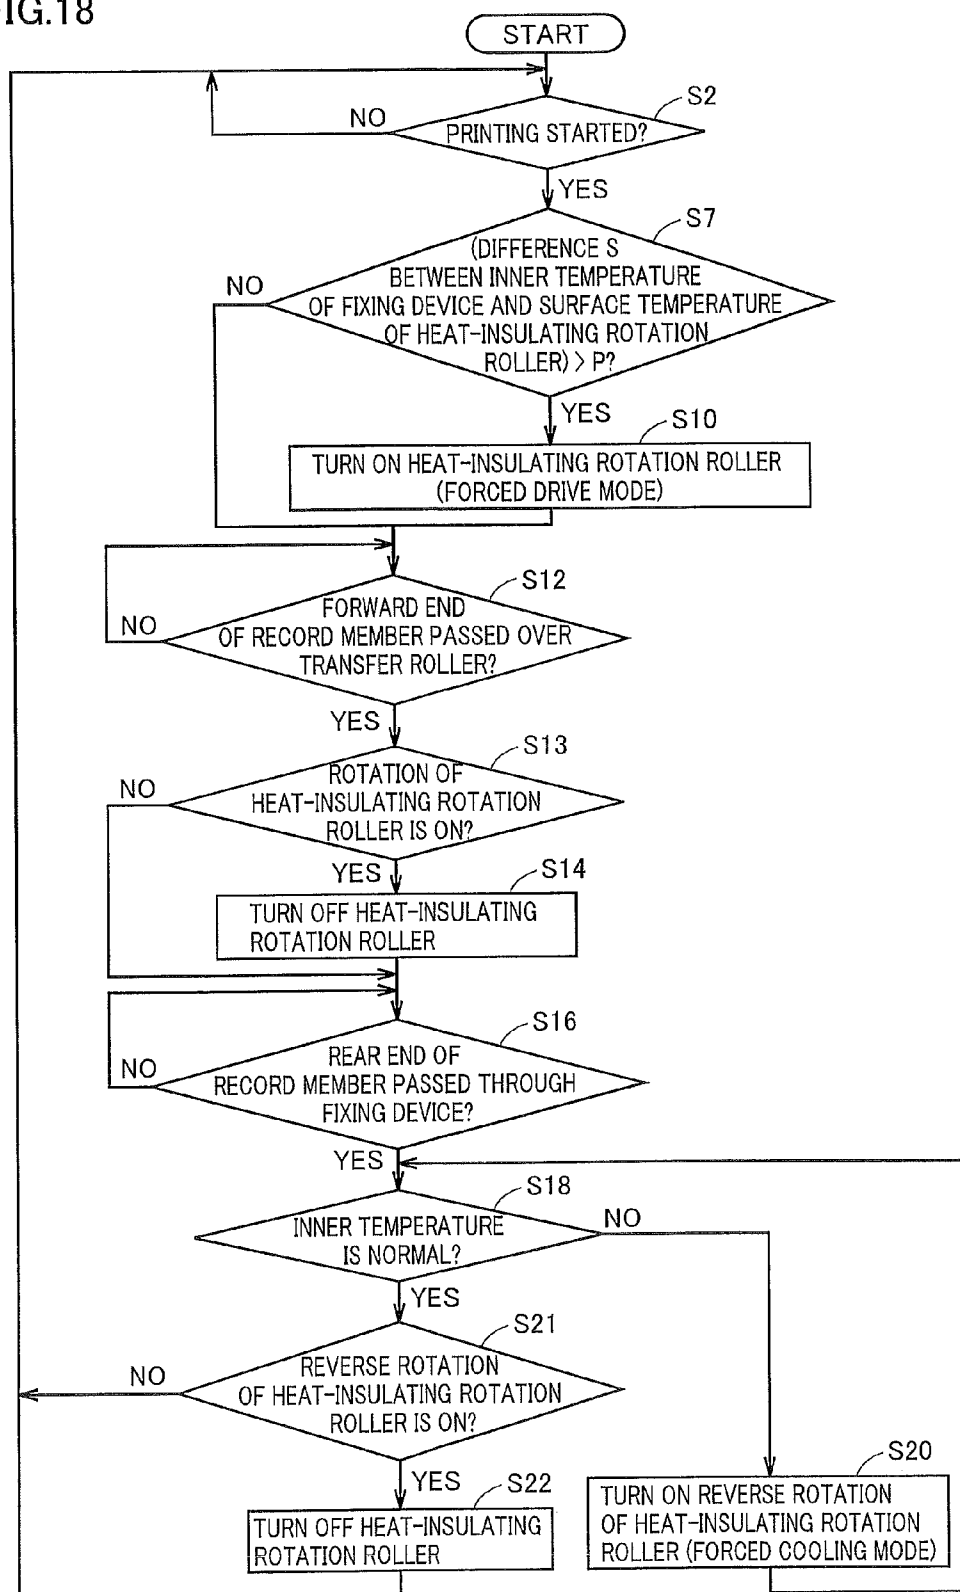 FIG.18
START
S2
NO
PRINTING STARTED?
YES
S7
(DIFFERENCE S
BETWEEN INNER TEMPERATURE
OF FIXING DEVICE AND SURFACE TEMPERATURE
OF HEAT-INSULATING ROTATION
ROLLER) > P?
NO
YES
S10
TURN ON HEAT-INSULATING ROTATION ROLLER
(FORCED DRIVE MODE)
S12
FORWARD END
OF RECORD MEMBER PASSED OVER
TRANSFER ROLLER?
NO
YES
S13
ROTATION OF
HEAT-INSULATING ROTATION
ROLLER IS ON?
NO
YES
S14
TURN OFF HEAT-INSULATING
ROTATION ROLLER
S16
REAR END OF
RECORD MEMBER PASSED THROUGH
FIXING DEVICE?
NO
YES
S18
INNER TEMPERATURE
IS NORMAL?
NO
YES
S21
REVERSE ROTATION
OF HEAT-INSULATING ROTATION
ROLLER IS ON?
NO
YES
S22
TURN OFF HEAT-INSULATING
ROTATION ROLLER
S20
TURN ON REVERSE ROTATION
OF HEAT-INSULATING ROTATION
ROLLER (FORCED COOLING MODE)